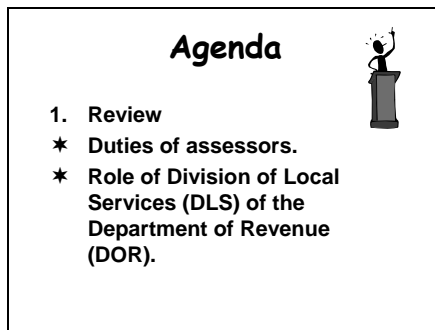 Agenda
1. Review
✶ Duties of assessors.
✶ Role of Division of Local
Services (DLS) of the
Department of Revenue
(DOR).